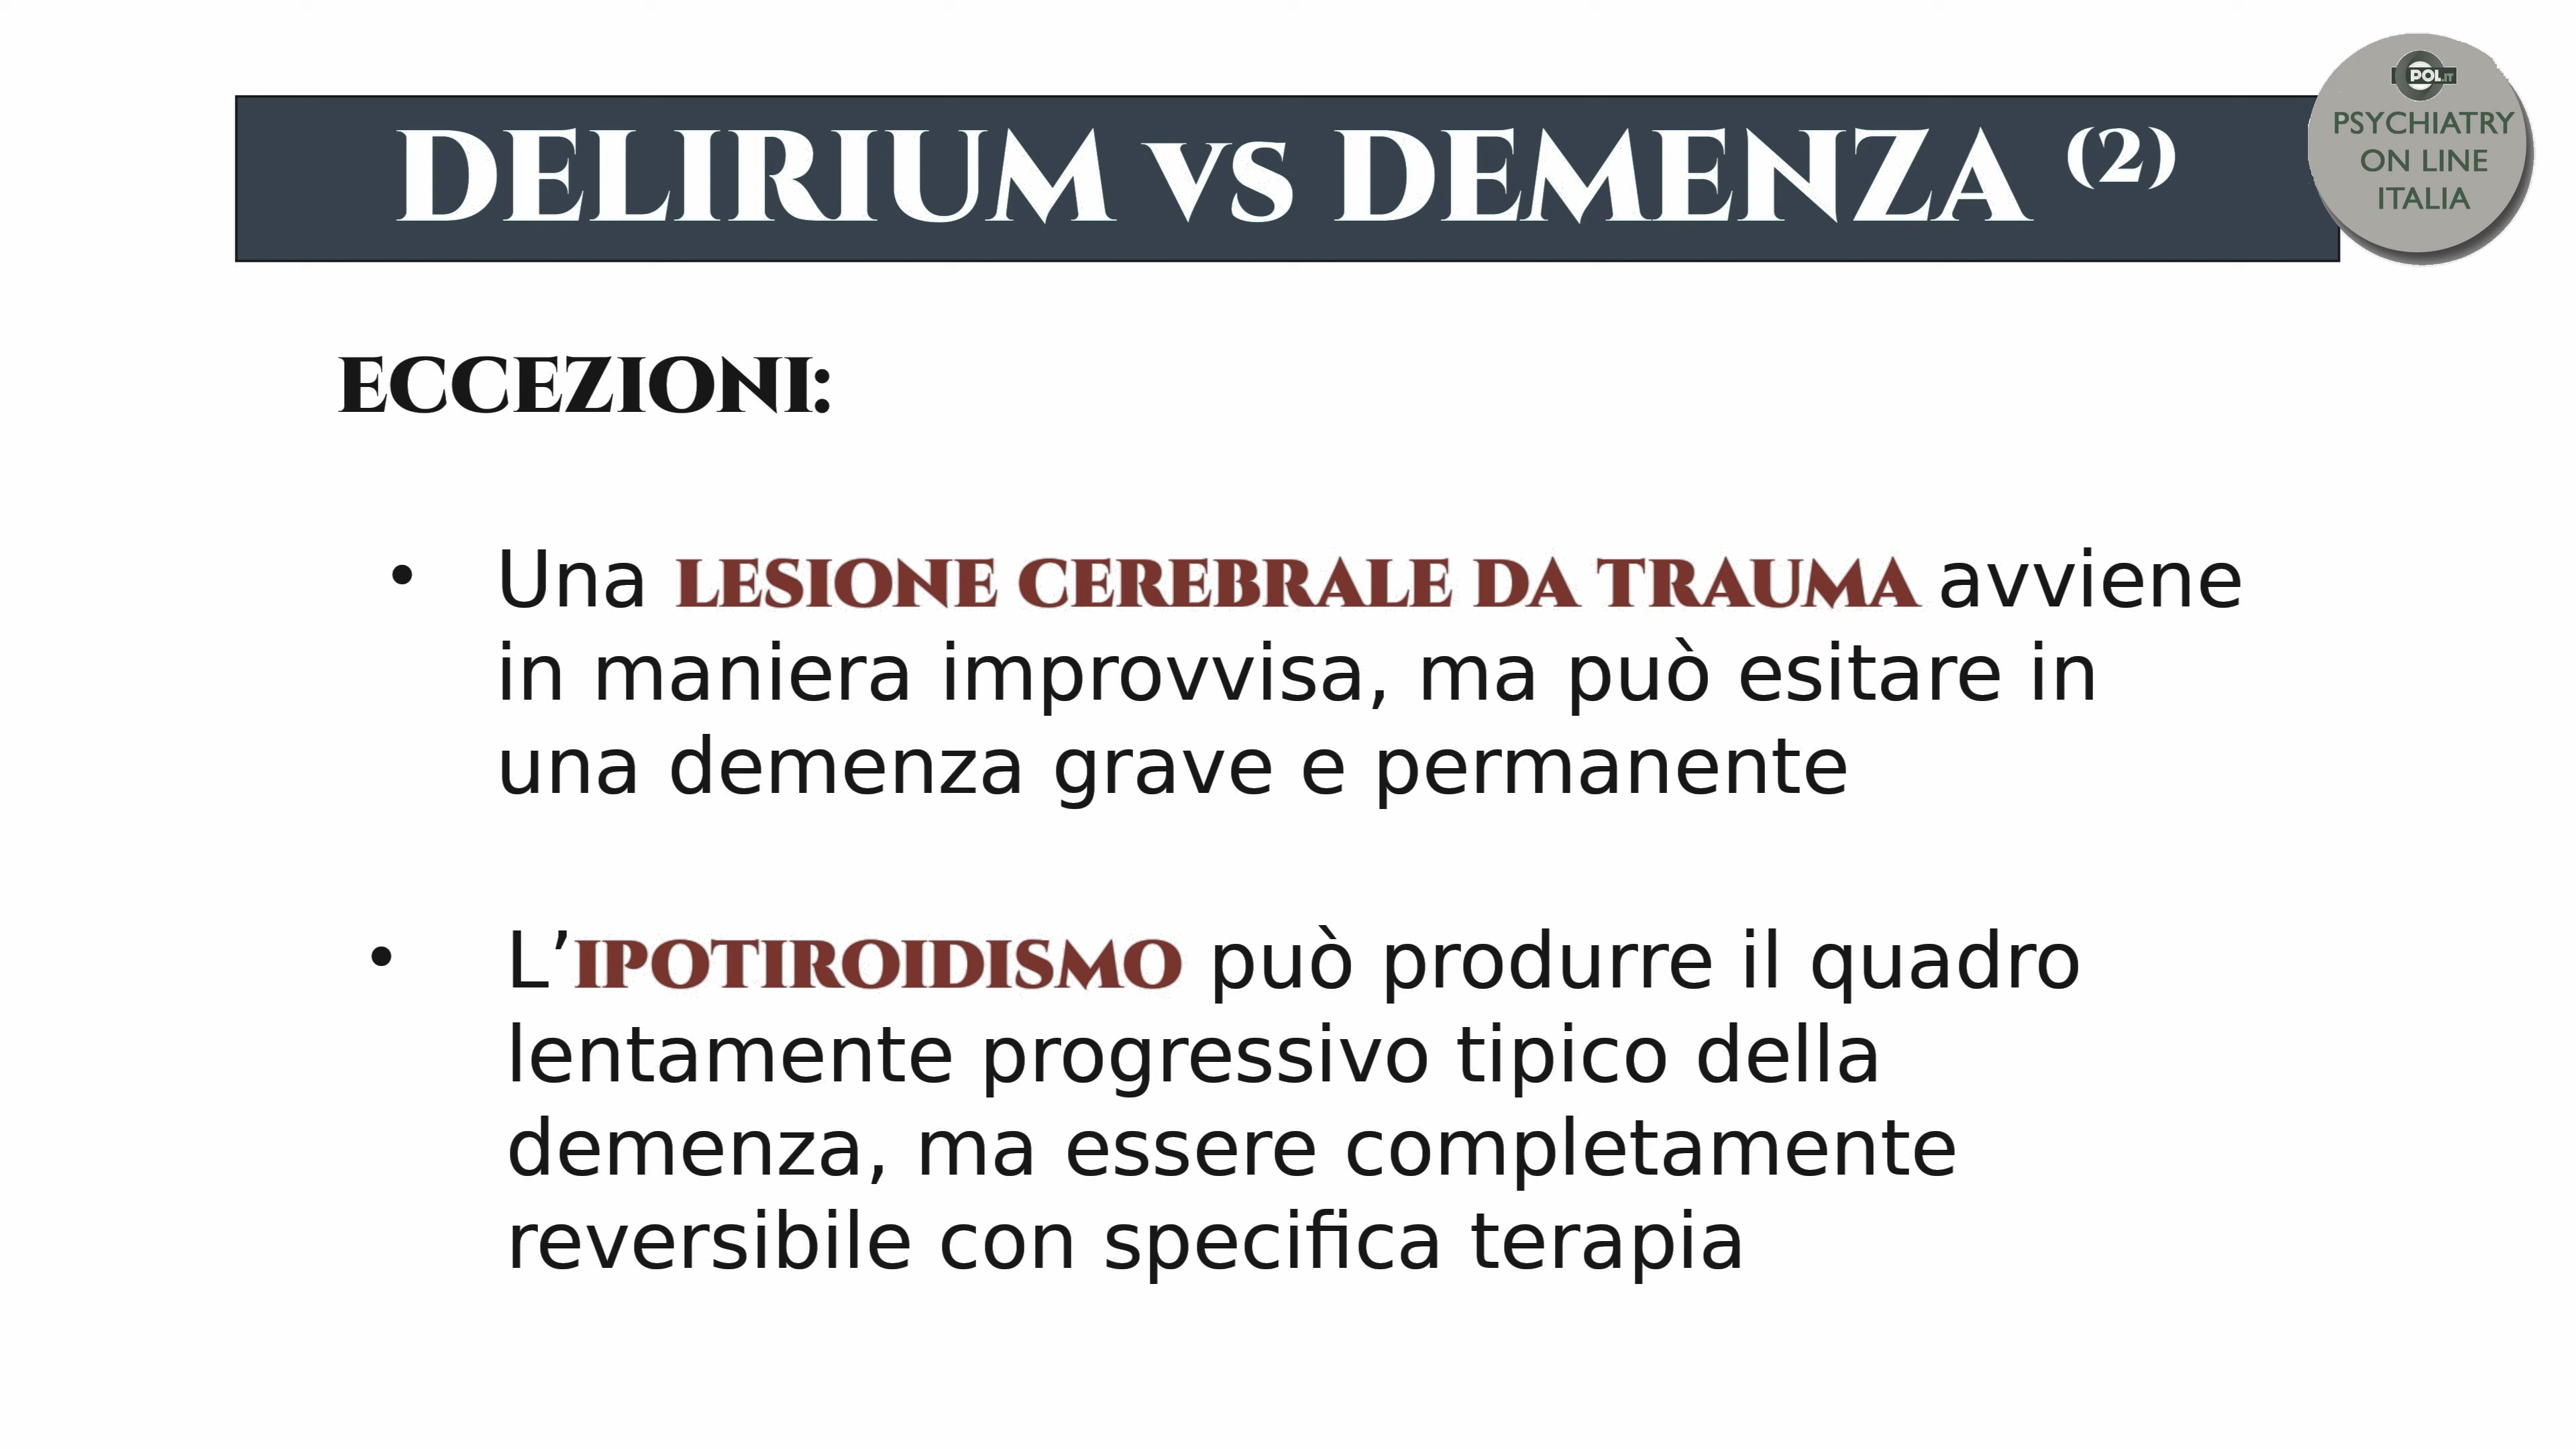 DELIRIUM vs DEMENZA (2)
POL.IT
PSYCHIATRY
ON LINE
ITALIA
ECCEZIONI:
• Una LESIONE CEREBRALE DA TRAUMA avviene
in maniera improvvisa, ma può esitare in
una demenza grave e permanente
• L’IPOTIROIDISMO può produrre il quadro
lentamente progressivo tipico della
demenza, ma essere completamente
reversibile con specifica terapia